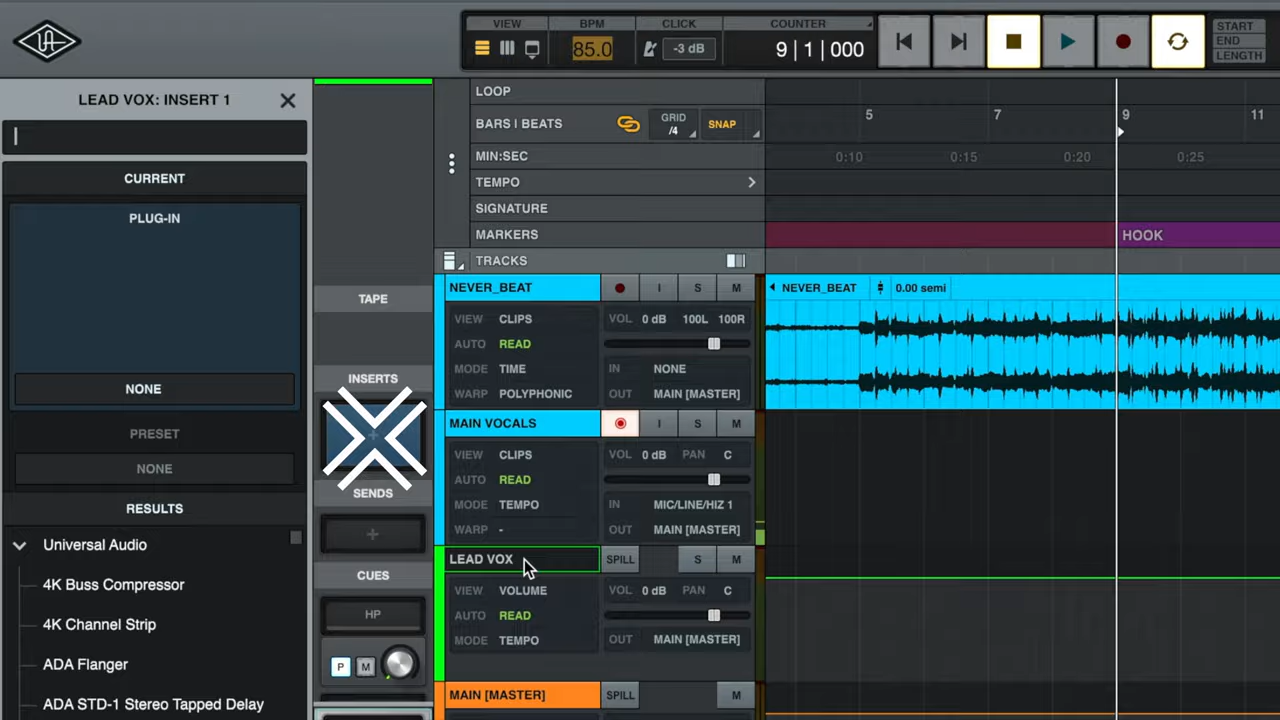 VIEW
BPM
85.0
CLICK
-3 dB
COUNTER
9 | 1 | 000
START
END
LENGTH
LEAD VOX: INSERT 1
CURRENT
PLUG-IN
NONE
PRESET
NONE
RESULTS
Universal Audio
4K Buss Compressor
4K Channel Strip
ADA Flanger
ADA STD-1 Stereo Tapped Delay
TAPE
INSERTS
SENDS
CUES
HP
P M
LOOP
BARS | BEATS
GRID
/4
SNAP
5 7 9 11
MIN:SEC
0:10 0:15 0:20 0:25
TEMPO
SIGNATURE
MARKERS
HOOK
TRACKS
NEVER_BEAT I S M
VIEW CLIPS VOL 0 dB 100L 100R
AUTO READ
MODE TIME IN NONE
WARP POLYPHONIC OUT MAIN [MASTER]
NEVER_BEAT 0.00 semi
MAIN VOCALS I S M
VIEW CLIPS VOL 0 dB PAN C
AUTO READ
MODE TEMPO IN MIC/LINE/HIZ 1
WARP - OUT MAIN [MASTER]
LEAD VOX SPILL S M
VIEW VOLUME VOL 0 dB PAN C
AUTO READ
MODE TEMPO OUT MAIN [MASTER]
MAIN [MASTER] SPILL M